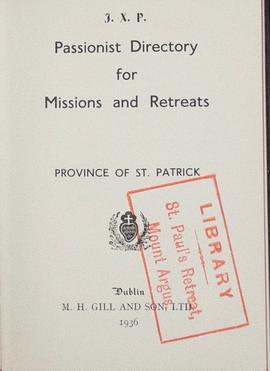 J. X. P.
Passionist Directory
for
Missions and Retreats
PROVINCE OF ST. PATRICK
Dublin
M. H. GILL AND SON, LTD.
1936
LIBRARY
St. Paul's Retreat,
Mount Argus